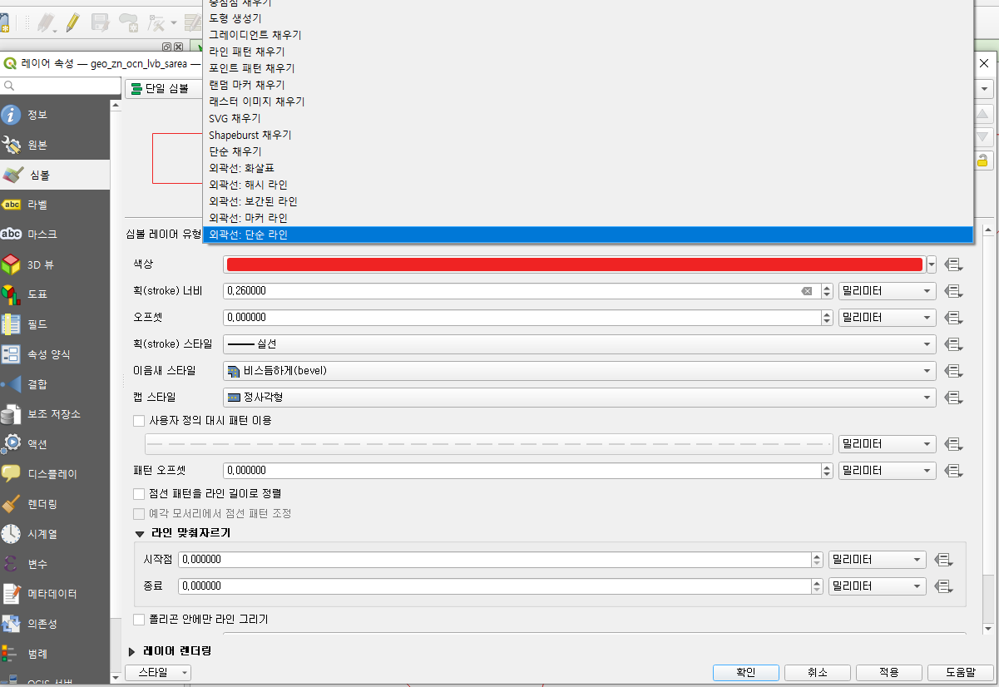 중심점 채우기
도형 생성기
그레이디언트 채우기
라인 패턴 채우기
포인트 패턴 채우기
랜덤 마커 채우기
래스터 이미지 채우기
SVG 채우기
Shapeburst 채우기
단순 채우기
외곽선: 화살표
외곽선: 해시 라인
외곽선: 보간된 라인
외곽선: 마커 라인
외곽선: 단순 라인
레이어 속성 — geo_zn_ocn_lvb_sarea —
단일 심볼
정보
원본
심볼
abc 라벨
abc 마스크
3D 뷰
도표
필드
속성 양식
결합
보조 저장소
액션
디스플레이
렌더링
시계열
변수
메타데이터
의존성
범례
QGIS 서버
심볼 레이어 유형
색상
획(stroke) 너비 0,260000 밀리미터
오프셋 0,000000 밀리미터
획(stroke) 스타일 실선
이음새 스타일 비스듬하게(bevel)
캡 스타일 정사각형
사용자 정의 대시 패턴 이용
밀리미터
패턴 오프셋 0,000000 밀리미터
점선 패턴을 라인 길이로 정렬
예각 모서리에서 점선 패턴 조정
라인 맞춰자르기
시작점 0,000000 밀리미터
종료 0,000000 밀리미터
폴리곤 안에만 라인 그리기
레이어 렌더링
스타일 확인 취소 적용 도움말